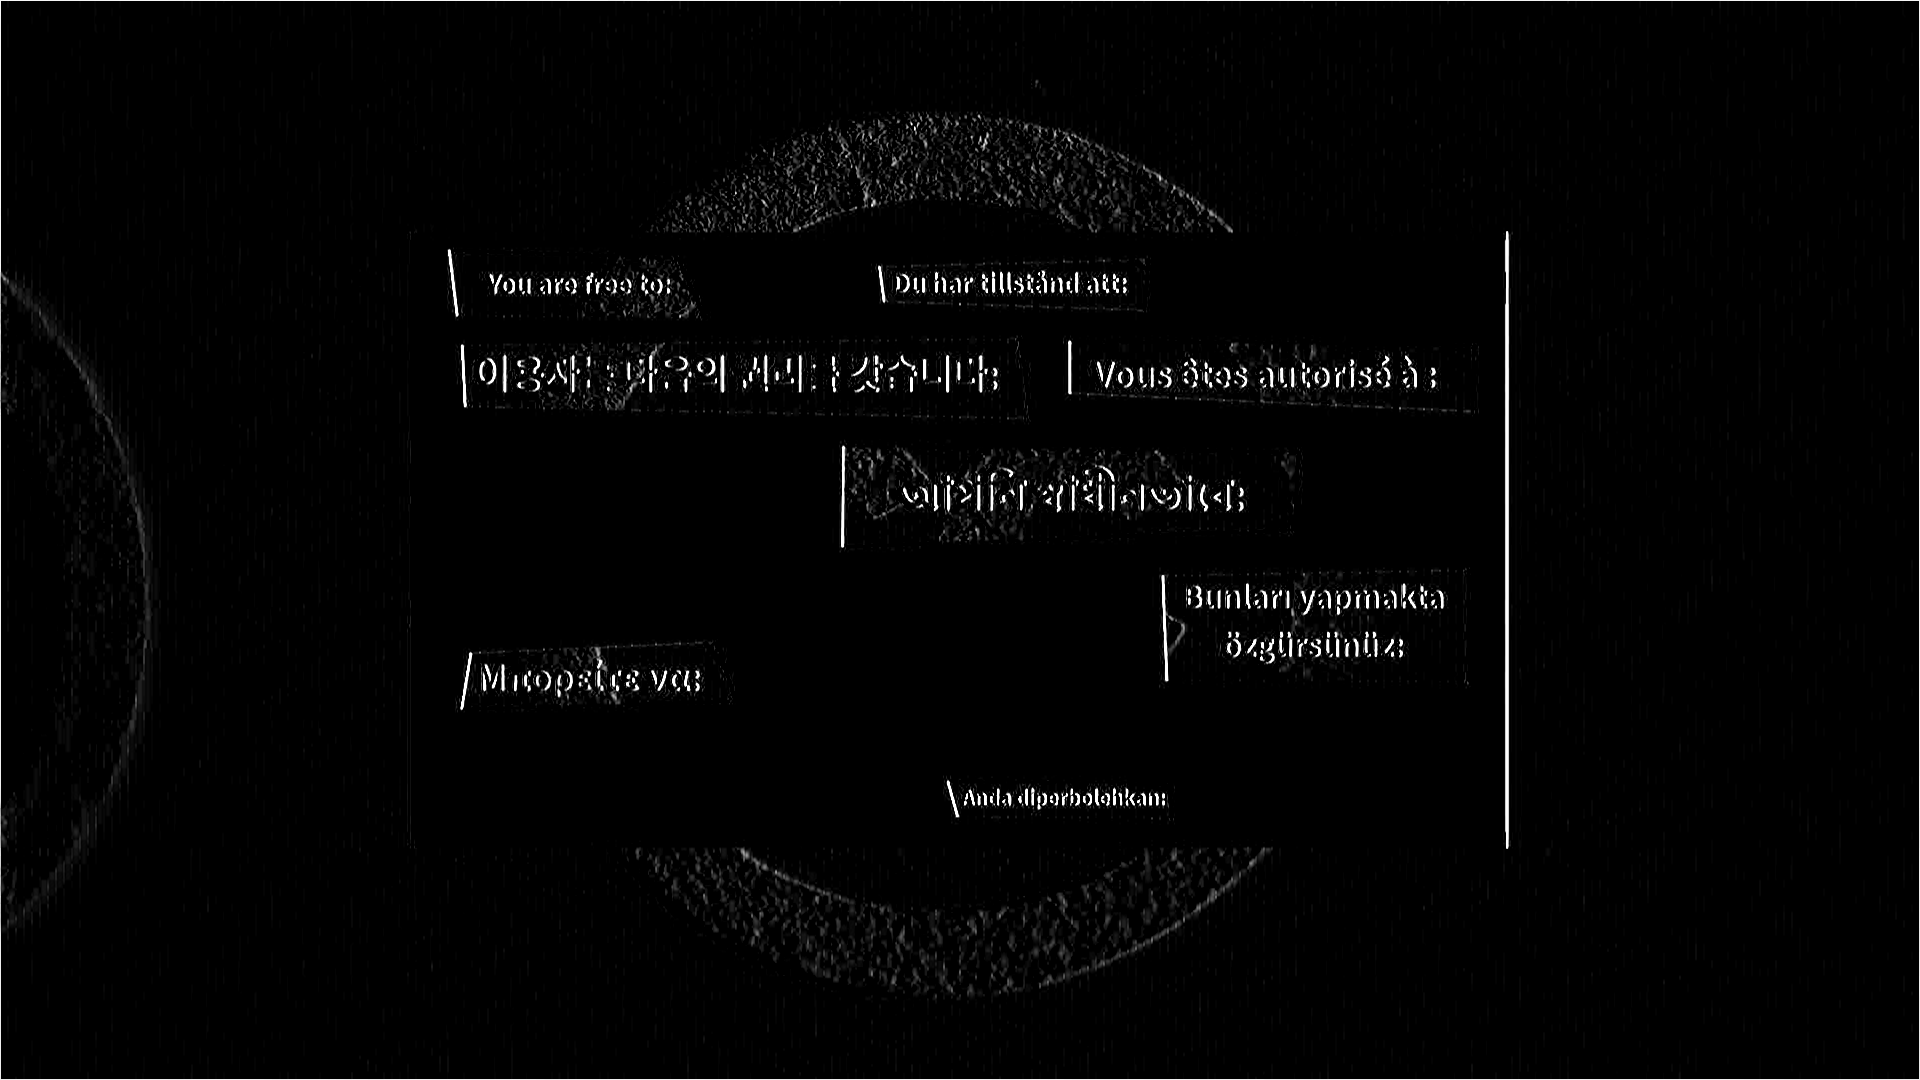 You are free to:
Du har tillstånd att:
이용자는 다음의 권리를 갖습니다:
Vous êtes autorisé à :
আপনি স্বাধীনভাবে:
Bunları yapmakta
özgürsünüz:
Μπορείτε να:
Anda diperbolehkan: